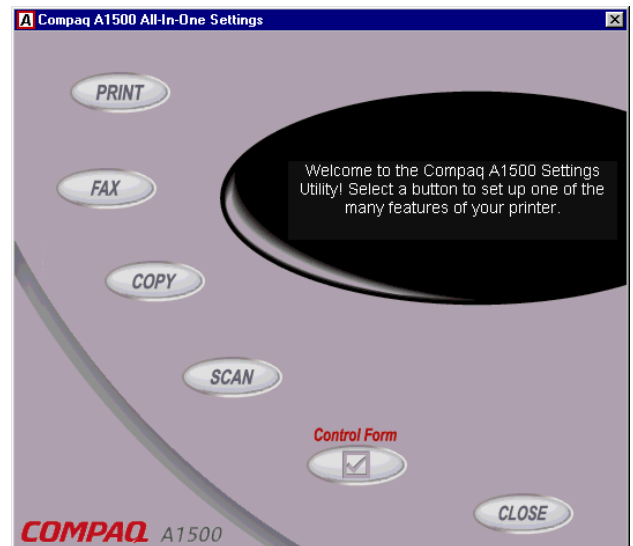 Compaq A1500 All-In-One Settings
PRINT
Welcome to the Compaq A1500 Settings
Utility! Select a button to set up one of the
many features of your printer.
FAX
COPY
SCAN
Control Form
CLOSE
COMPAQ A1500